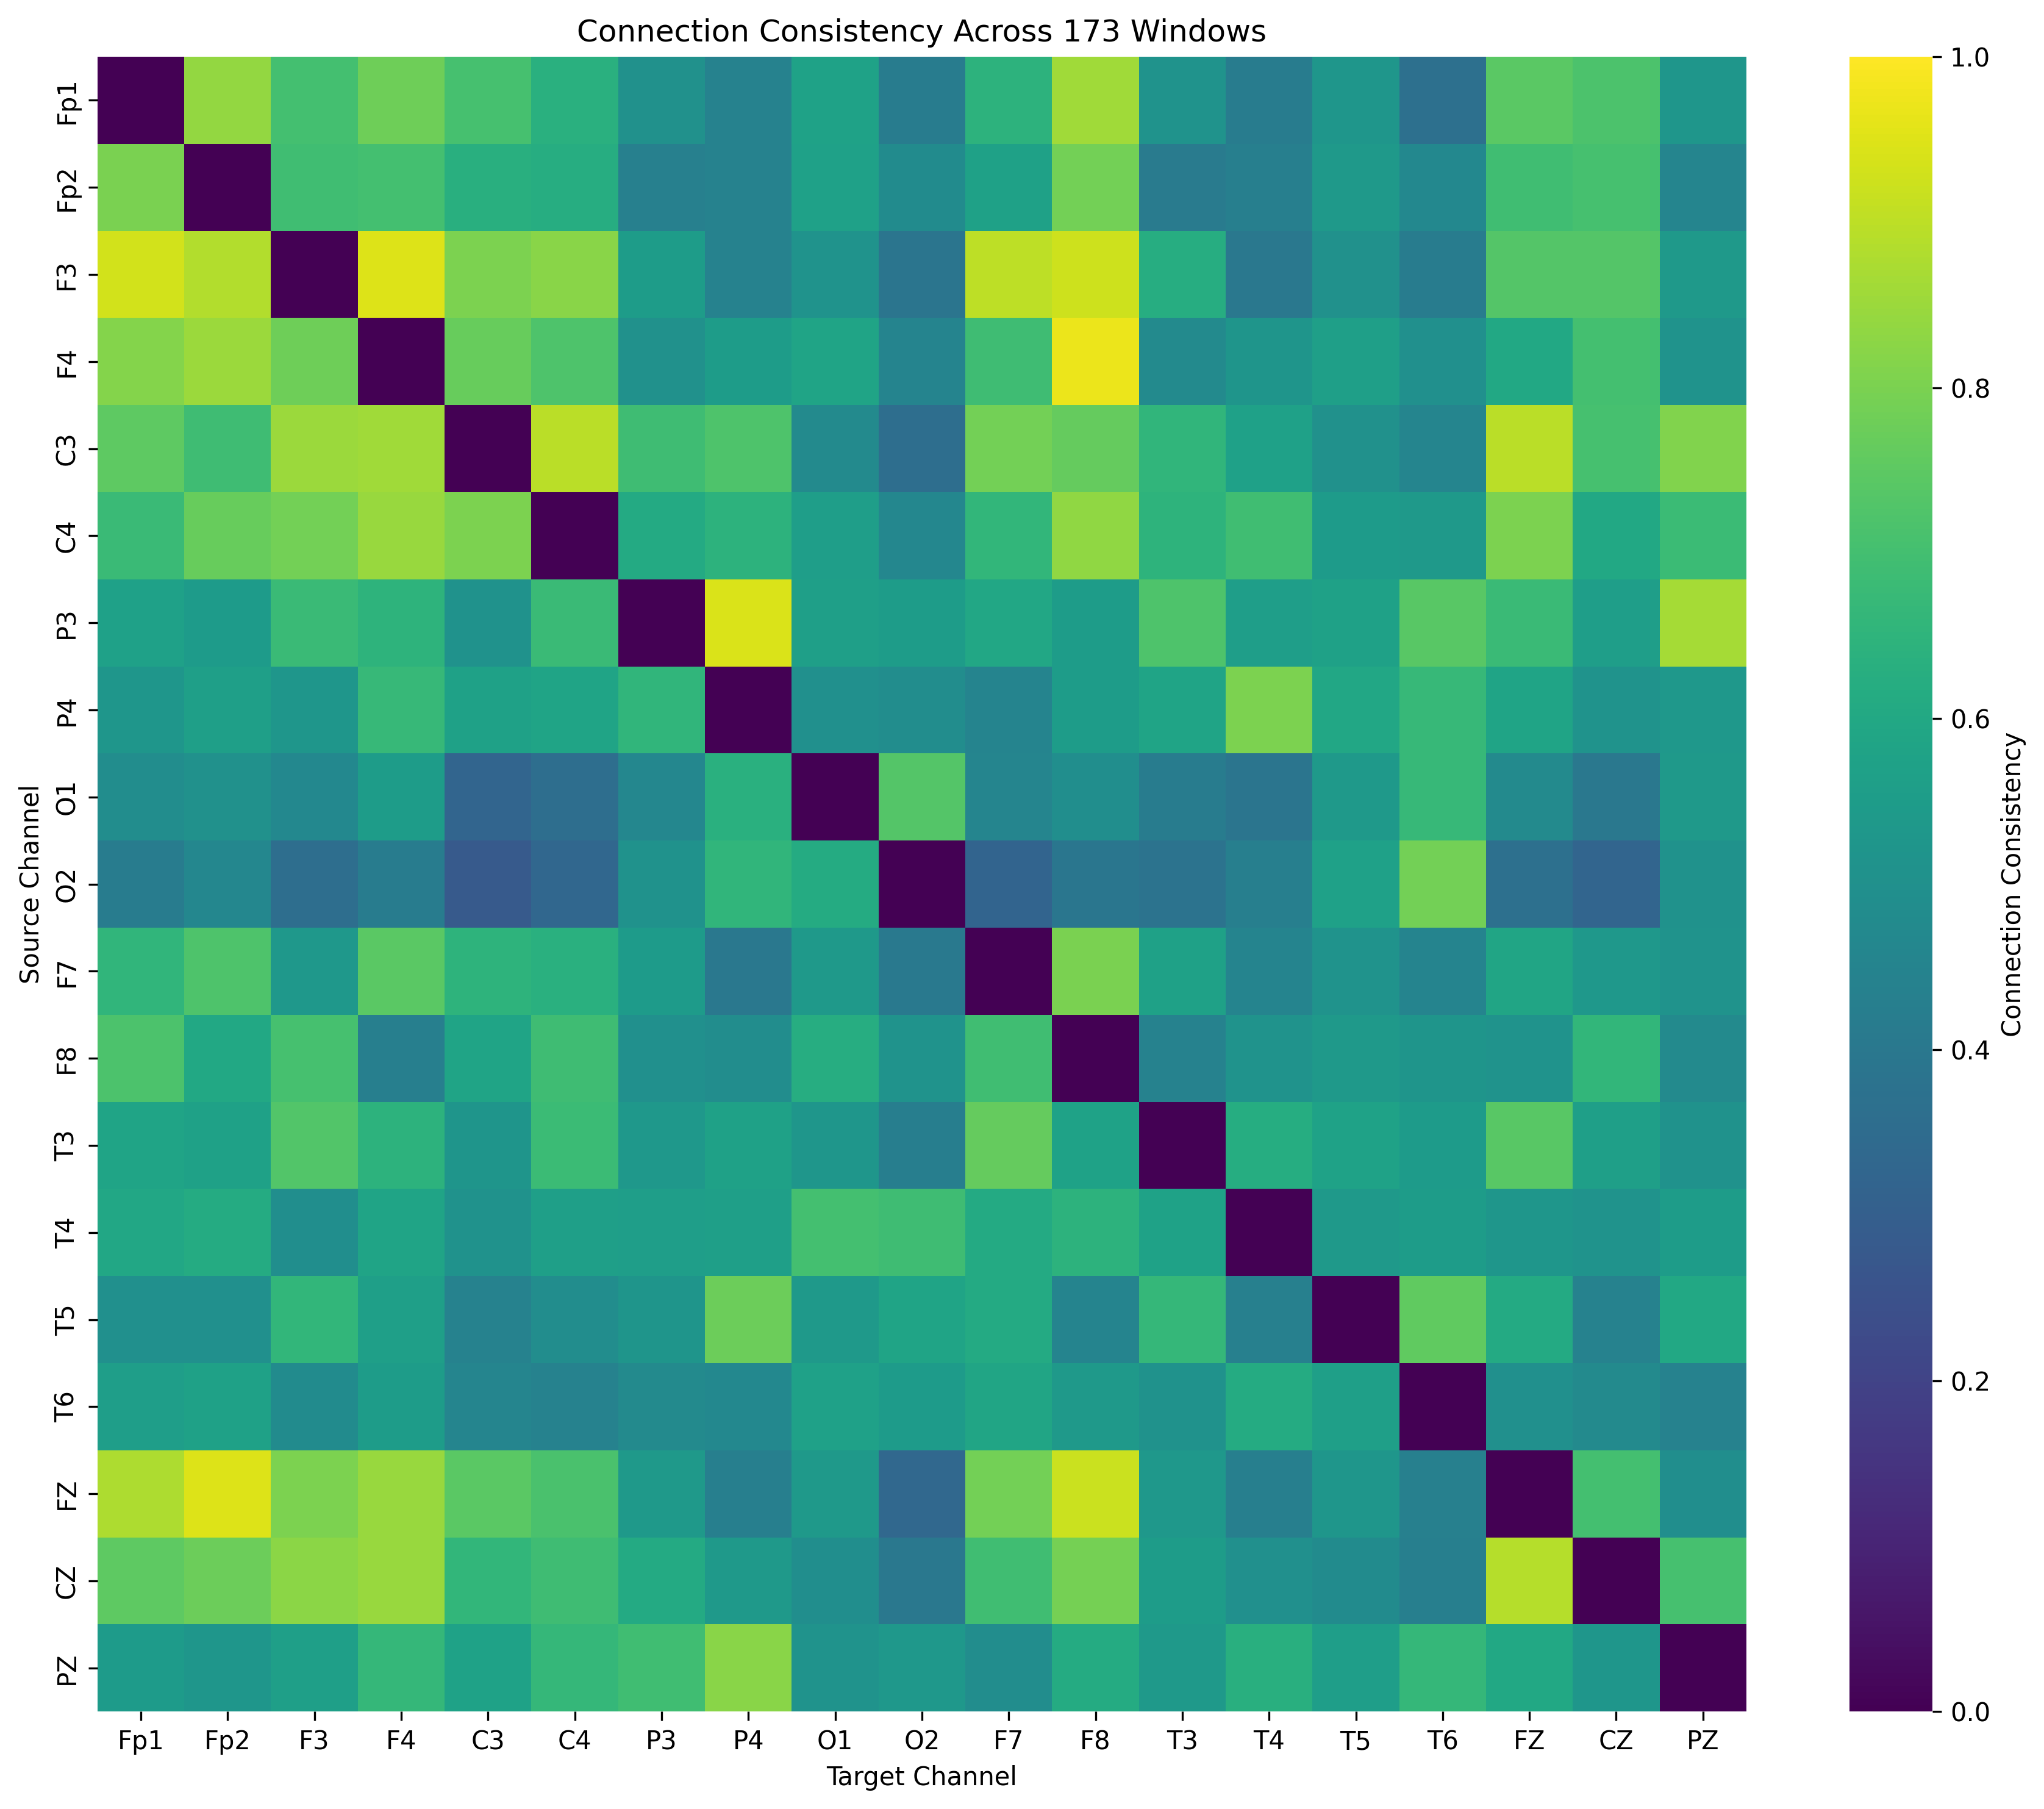 Connection Consistency Across 173 Windows
Source Channel
Fp1
Fp2
F3
F4
C3
C4
P3
P4
O1
O2
F7
F8
T3
T4
T5
T6
FZ
CZ
PZ
Fp1 Fp2 F3 F4 C3 C4 P3 P4 O1 O2 F7 F8 T3 T4 T5 T6 FZ CZ PZ
Target Channel
1.0
0.8
0.6
0.4
0.2
0.0
Connection Consistency